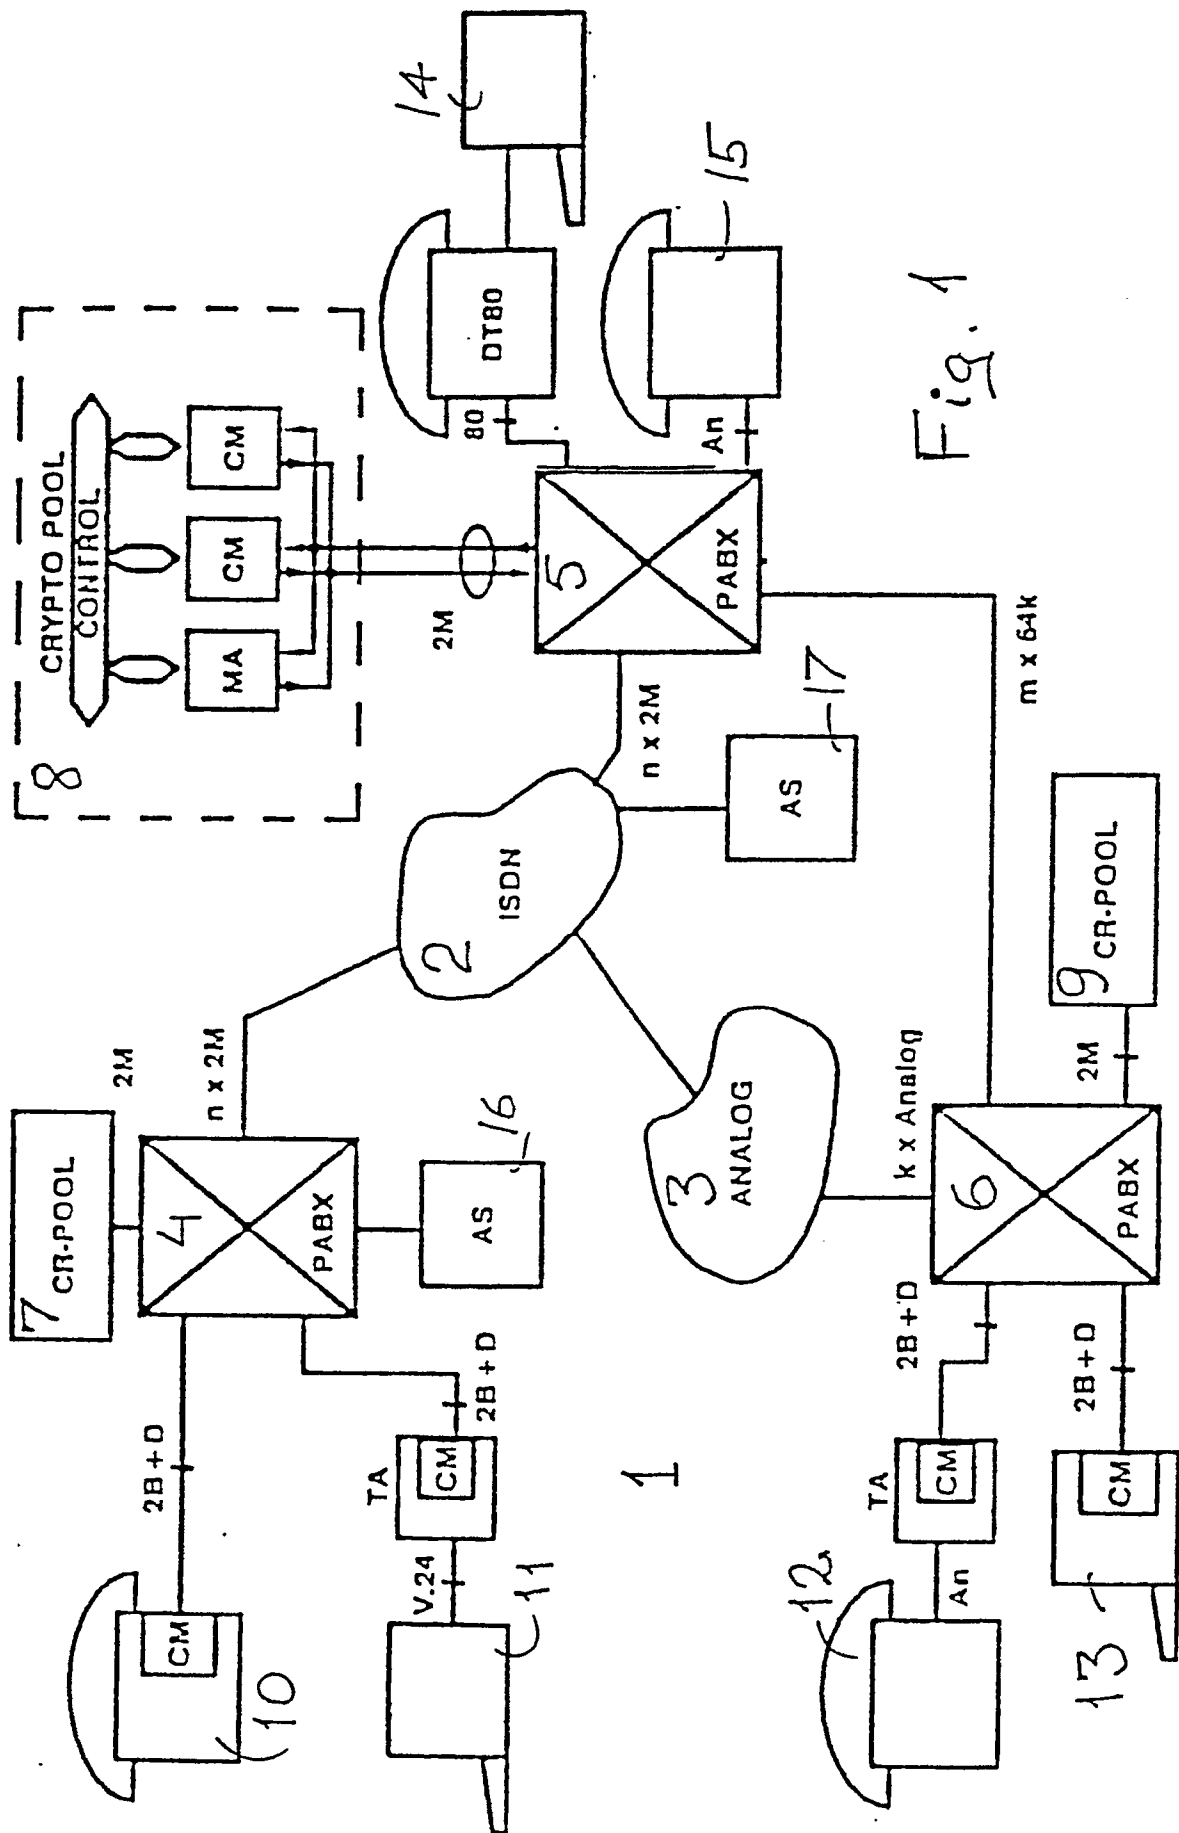 7 CR-POOL
2M
4
PABX
n x 2M
2B+D
CM
10
2B+D
TA
CM
V.24
11
AS
16
2
ISDN
8
CRYPTO POOL
CONTROL
MA
CM
CM
2M
5
PABX
n x 2M
80
DT80
14
An
15
AS
17
m x 64k
3
ANALOG
k x Analog
6
PABX
2M
9 CR-POOL
2B+D
TA
CM
An
12
2B+D
CM
13
1
Fig. 1